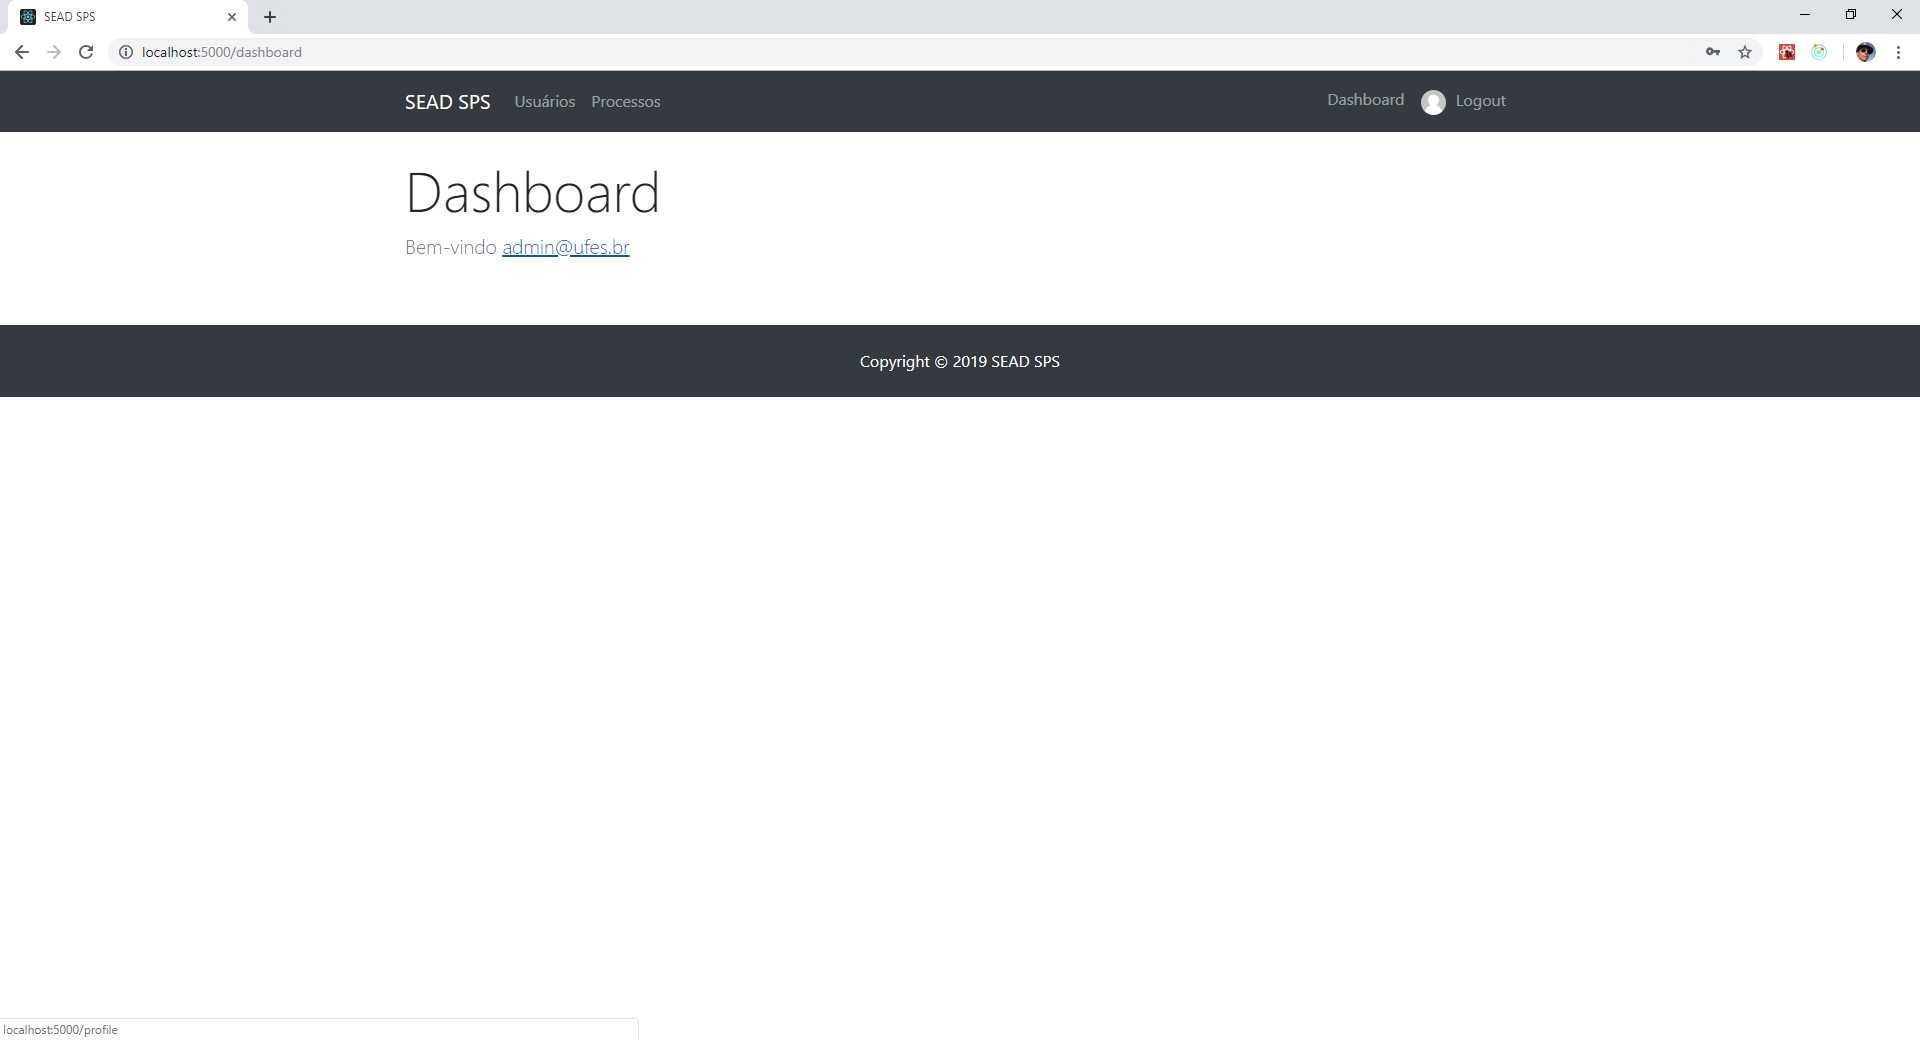 SEAD SPS
localhost:5000/dashboard
SEAD SPS Usuários Processos Dashboard Logout
Dashboard
Bem-vindo admin@ufes.br
Copyright © 2019 SEAD SPS
localhost:5000/profile